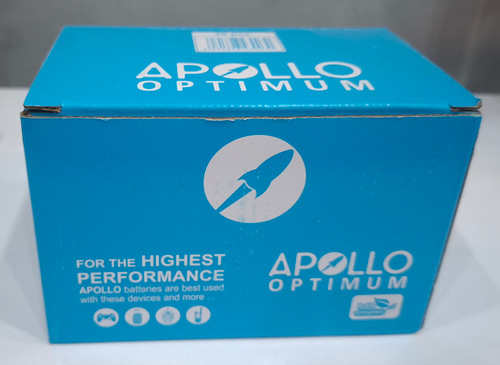 APOLLO
OPTIMUM
FOR THE HIGHEST
PERFORMANCE
APOLLO batteries are best used
with these devices and more
APOLLO
OPTIMUM